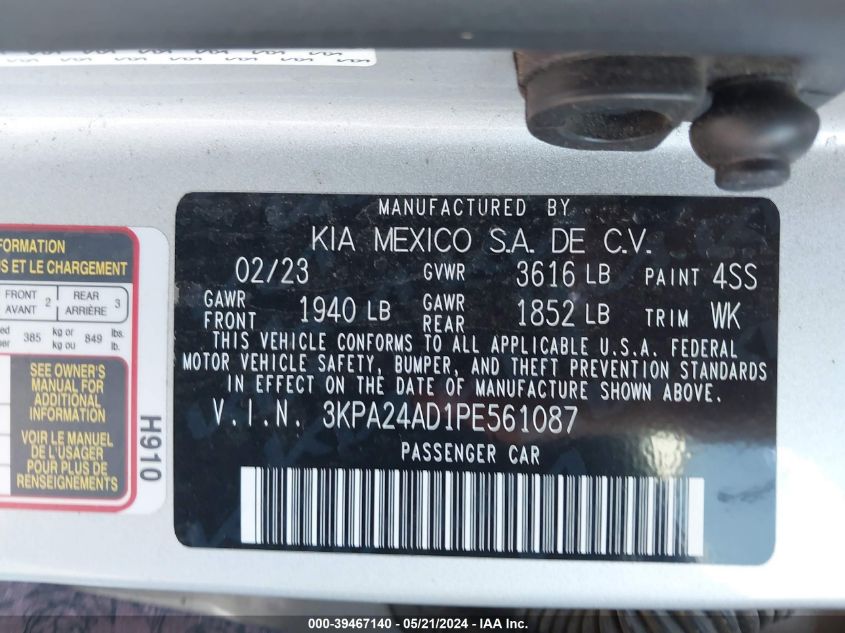 MANUFACTURED BY
KIA MEXICO S.A. DE C.V.
02/23 GVWR 3616 LB PAINT 4SS
GAWR FRONT 1940 LB GAWR REAR 1852 LB TRIM WK
THIS VEHICLE CONFORMS TO ALL APPLICABLE U.S.A. FEDERAL
MOTOR VEHICLE SAFETY, BUMPER, AND THEFT PREVENTION STANDARDS
IN EFFECT ON THE DATE OF MANUFACTURE SHOWN ABOVE.
V.I.N. 3KPA24AD1PE561087
PASSENGER CAR
FORMATION
US ET LE CHARGEMENT
FRONT AVANT 2 REAR ARRIÈRE 3
385 kg or kg ou 849 lbs. lb.
SEE OWNER'S
MANUAL FOR
ADDITIONAL
INFORMATION
VOIR LE MANUEL
DE L'USAGER
POUR PLUS DE
RENSEIGNEMENTS
H910
000-39467140 - 05/21/2024 - IAA Inc.